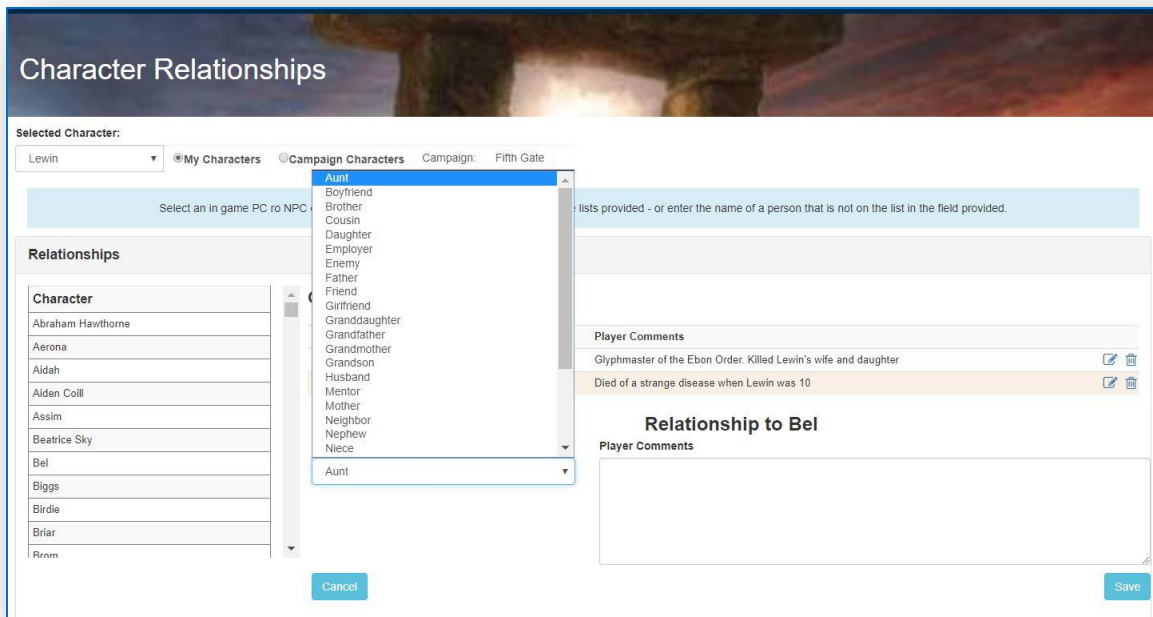 Character Relationships
Selected Character:
Lewin My Characters Campaign Characters Campaign: Fifth Gate
Select an in game PC ro NPC lists provided - or enter the name of a person that is not on the list in the field provided.
Aunt
Boyfriend
Brother
Cousin
Daughter
Employer
Enemy
Father
Friend
Girlfriend
Granddaughter
Grandfather
Grandmother
Grandson
Husband
Mentor
Mother
Neighbor
Nephew
Niece
Aunt
Relationships
Character
Abraham Hawthorne
Aerona
Aidah
Aiden Coill
Assim
Beatrice Sky
Bel
Biggs
Birdie
Briar
Brom
Player Comments
Glyphmaster of the Ebon Order. Killed Lewin's wife and daughter
Died of a strange disease when Lewin was 10
Relationship to Bel
Player Comments
Cancel
Save